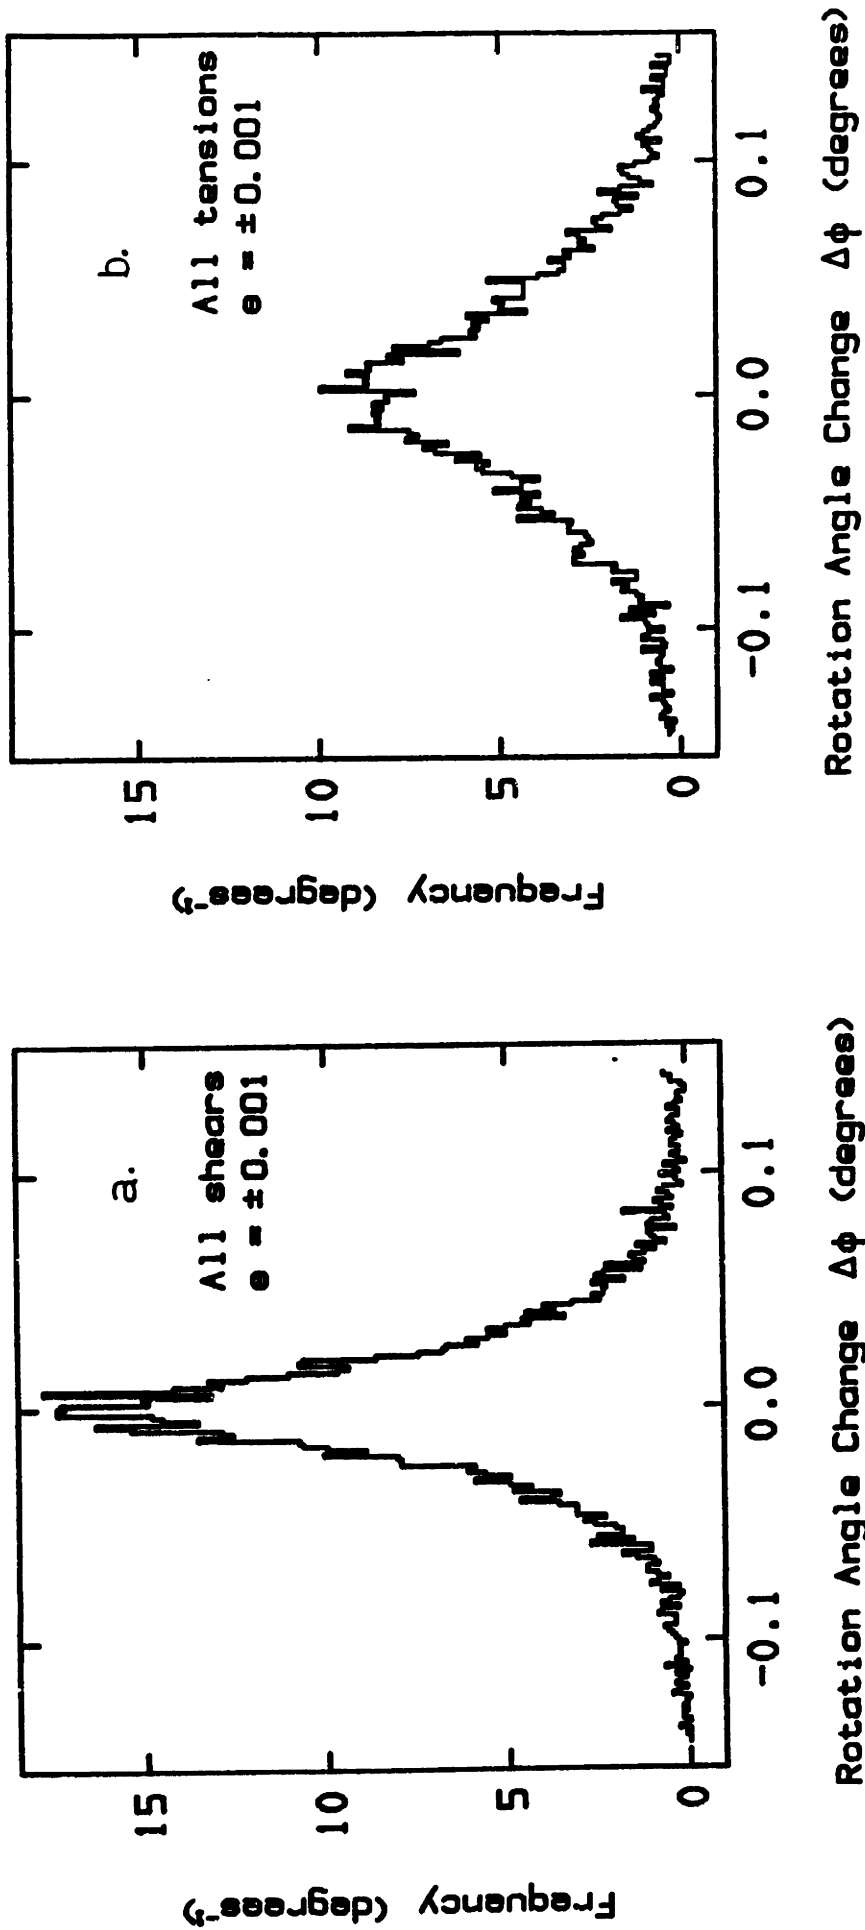 a.
All shears
e = ±0.001
15
10
5
0
-0.1
0.0
0.1
Frequency (degrees⁻¹)
Rotation Angle Change Δϕ (degrees)
b.
All tensions
e = ±0.001
15
10
5
0
-0.1
0.0
0.1
Frequency (degrees⁻¹)
Rotation Angle Change Δϕ (degrees)